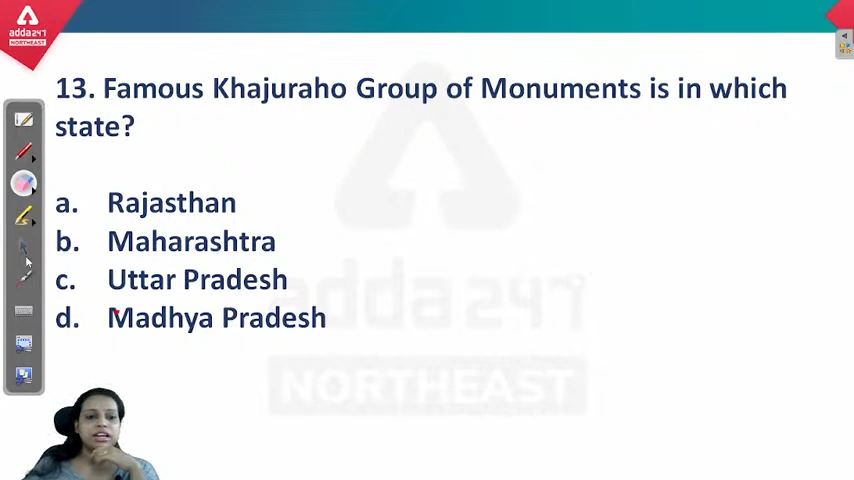 adda247
NORTHEAST
13. Famous Khajuraho Group of Monuments is in which
state?
a. Rajasthan
b. Maharashtra
c. Uttar Pradesh
d. Madhya Pradesh
adda247
NORTHEAST